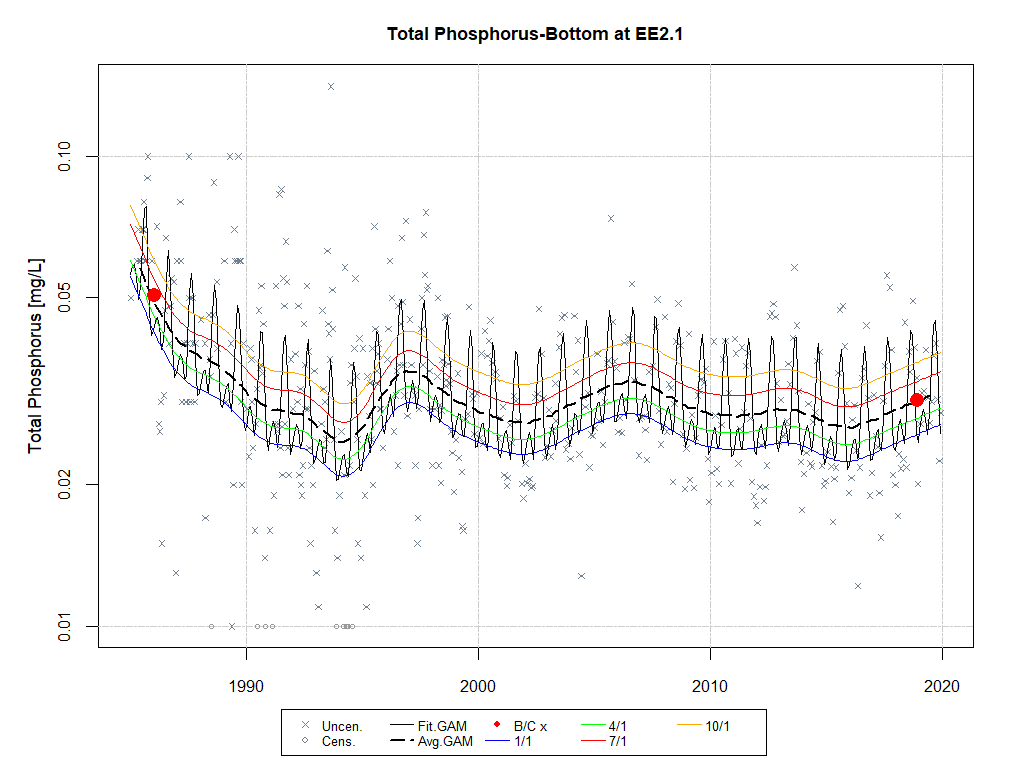 Total Phosphorus-Bottom at EE2.1
Total Phosphorus [mg/L]
0.10
0.05
0.02
0.01
1990 2000 2010 2020
Uncen. Fit.GAM B/C x 4/1 10/1
Cens. Avg.GAM 1/1 7/1